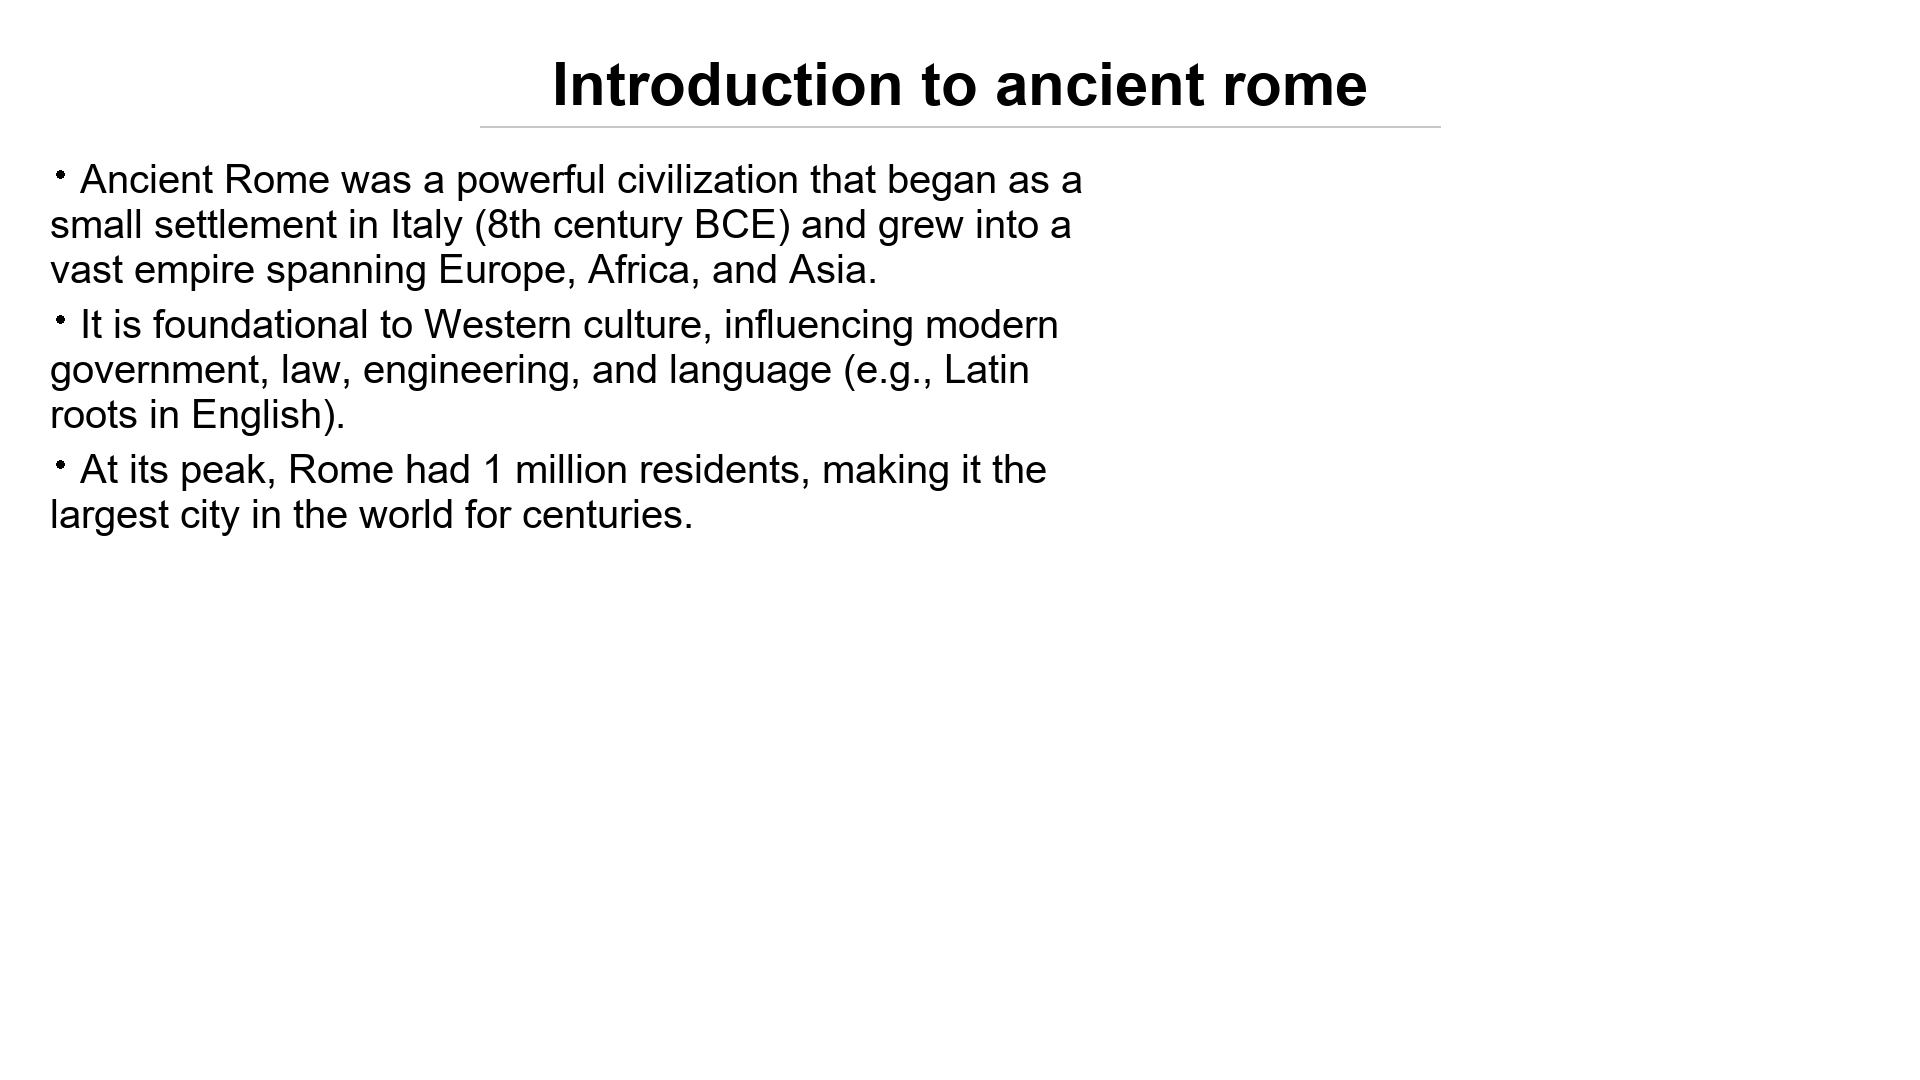 Introduction to ancient rome
• Ancient Rome was a powerful civilization that began as a
small settlement in Italy (8th century BCE) and grew into a
vast empire spanning Europe, Africa, and Asia.
• It is foundational to Western culture, influencing modern
government, law, engineering, and language (e.g., Latin
roots in English).
• At its peak, Rome had 1 million residents, making it the
largest city in the world for centuries.